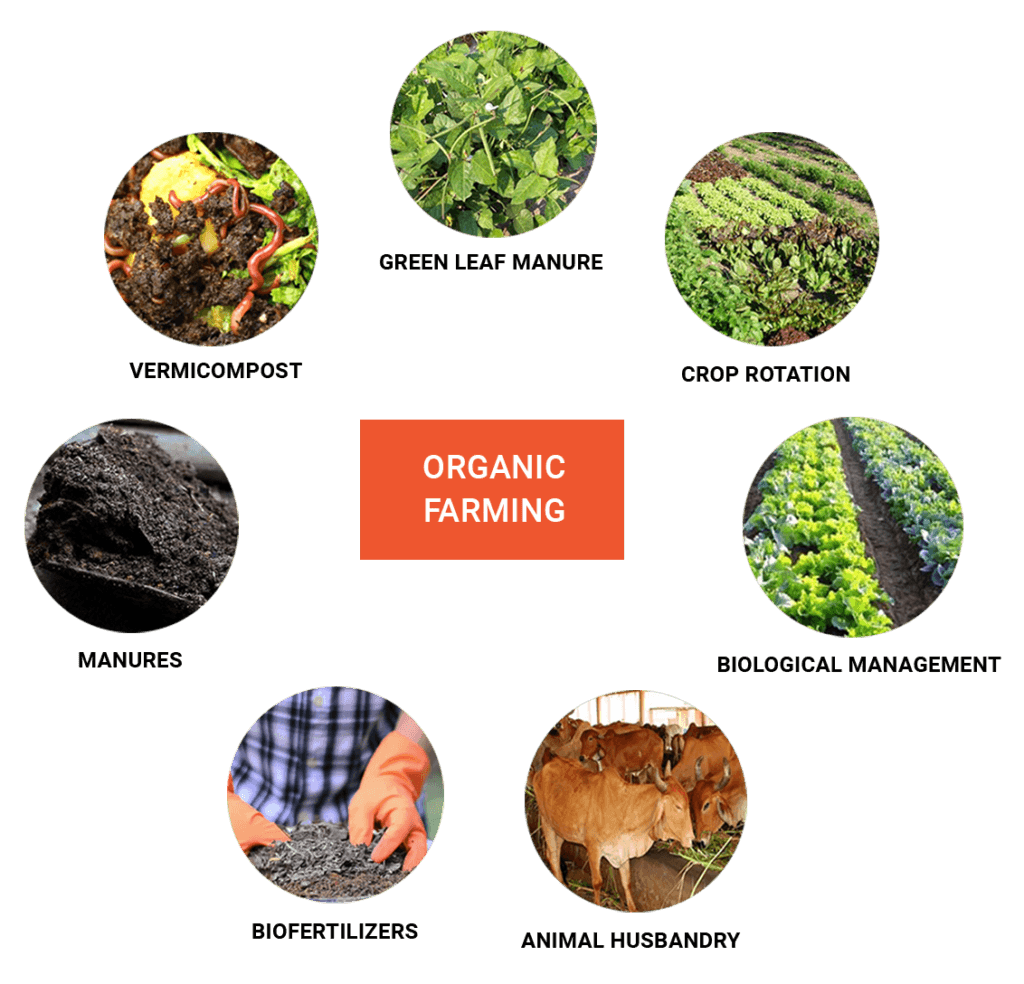 GREEN LEAF MANURE
VERMICOMPOST
CROP ROTATION
ORGANIC
FARMING
MANURES
BIOLOGICAL MANAGEMENT
BIOFERTILIZERS
ANIMAL HUSBANDRY